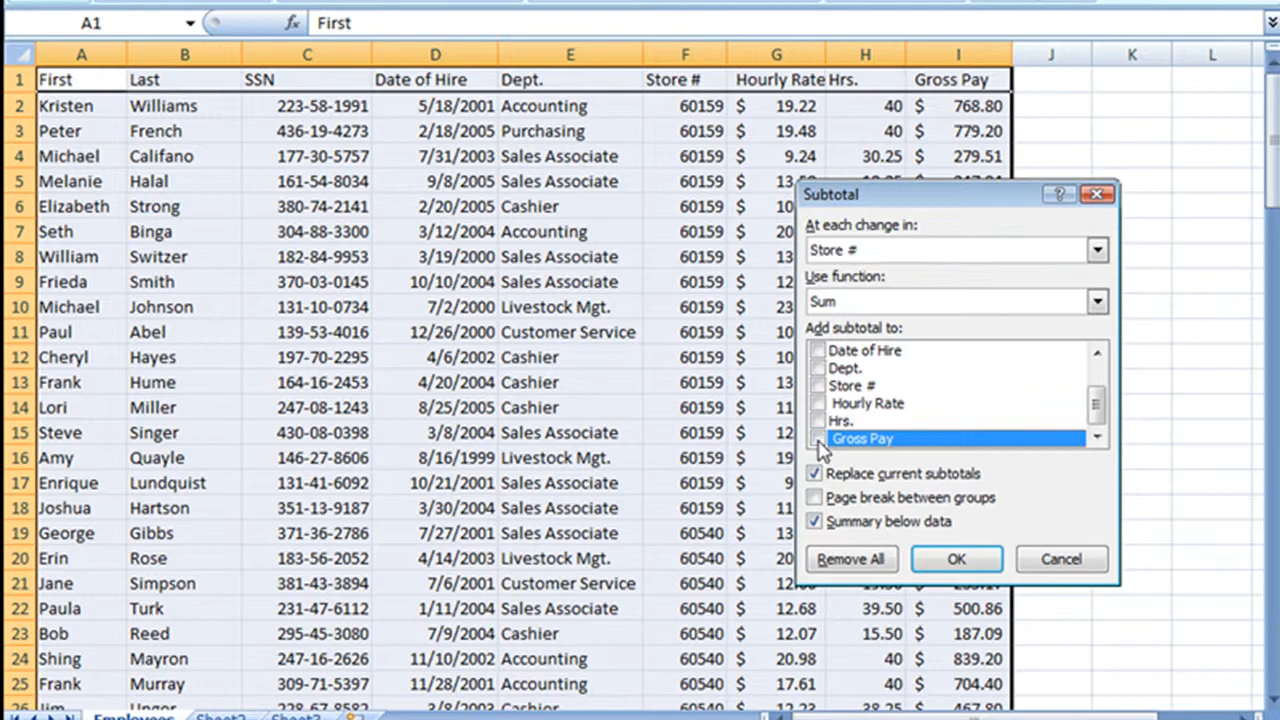 A1 fx First
A B C D E F G H I J K L
1 First Last SSN Date of Hire Dept. Store # Hourly Rate Hrs. Gross Pay
2 Kristen Williams 223-58-1991 5/18/2001 Accounting 60159 $ 19.22 40 $ 768.80
3 Peter French 436-19-4273 2/18/2005 Purchasing 60159 $ 19.48 40 $ 779.20
4 Michael Califano 177-30-5757 7/31/2003 Sales Associate 60159 $ 9.24 30.25 $ 279.51
5 Melanie Halal 161-54-8034 9/8/2005 Sales Associate 60159 $
6 Elizabeth Strong 380-74-2141 2/20/2005 Cashier 60159 $ 10
7 Seth Binga 304-88-3300 3/12/2004 Accounting 60159 $ 20
8 William Switzer 182-84-9953 3/19/2000 Sales Associate 60159 $ 13
9 Frieda Smith 370-03-0145 10/10/2004 Sales Associate 60159 $ 12
10 Michael Johnson 131-10-0734 7/2/2000 Livestock Mgt. 60159 $ 23
11 Paul Abel 139-53-4016 12/26/2000 Customer Service 60159 $ 10
12 Cheryl Hayes 197-70-2295 4/6/2002 Cashier 60159 $ 10
13 Frank Hume 164-16-2453 4/20/2004 Cashier 60159 $ 10
14 Lori Miller 247-08-1243 8/25/2005 Cashier 60159 $ 11
15 Steve Singer 430-08-0398 3/8/2004 Sales Associate 60159 $ 12
16 Amy Quayle 146-27-8606 8/16/1999 Livestock Mgt. 60159 $ 19
17 Enrique Lundquist 131-41-6092 10/21/2001 Sales Associate 60159 $ 9
18 Joshua Hartson 351-13-9187 3/30/2004 Sales Associate 60159 $ 11
19 George Gibbs 371-36-2786 7/27/2001 Sales Associate 60540 $ 13
20 Erin Rose 183-56-2052 4/14/2003 Livestock Mgt. 60540 $ 20
21 Jane Simpson 381-43-3894 7/6/2001 Customer Service 60540 $
22 Paula Turk 231-47-6112 1/11/2004 Sales Associate 60540 $ 12.68 39.50 $ 500.86
23 Bob Reed 295-45-3080 7/9/2004 Cashier 60540 $ 12.07 15.50 $ 187.09
24 Shing Mayron 247-16-2626 11/10/2002 Accounting 60540 $ 20.98 40 $ 839.20
25 Frank Murray 309-71-5397 11/28/2001 Accounting 60540 $ 17.61 40 $ 704.40
Employees Sheet2 Sheet3
Subtotal
At each change in:
Store #
Use function:
Sum
Add subtotal to:
Date of Hire
Dept.
Store #
Hourly Rate
Hrs.
Gross Pay
Replace current subtotals
Page break between groups
Summary below data
Remove All OK Cancel